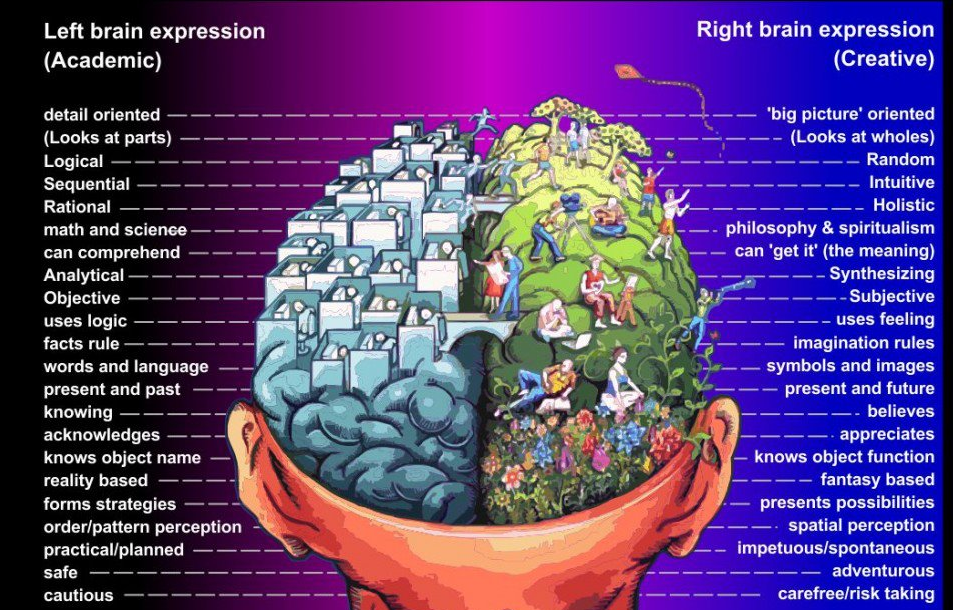 Left brain expression
(Academic)
detail oriented
(Looks at parts)
Logical
Sequential
Rational
math and science
can comprehend
Analytical
Objective
uses logic
facts rule
words and language
present and past
knowing
acknowledges
knows object name
reality based
forms strategies
order/pattern perception
practical/planned
safe
cautious
Right brain expression
(Creative)
'big picture' oriented
(Looks at wholes)
Random
Intuitive
Holistic
philosophy & spiritualism
can 'get it' (the meaning)
Synthesizing
Subjective
uses feeling
imagination rules
symbols and images
present and future
believes
appreciates
knows object function
fantasy based
presents possibilities
spatial perception
impetuous/spontaneous
adventurous
carefree/risk taking